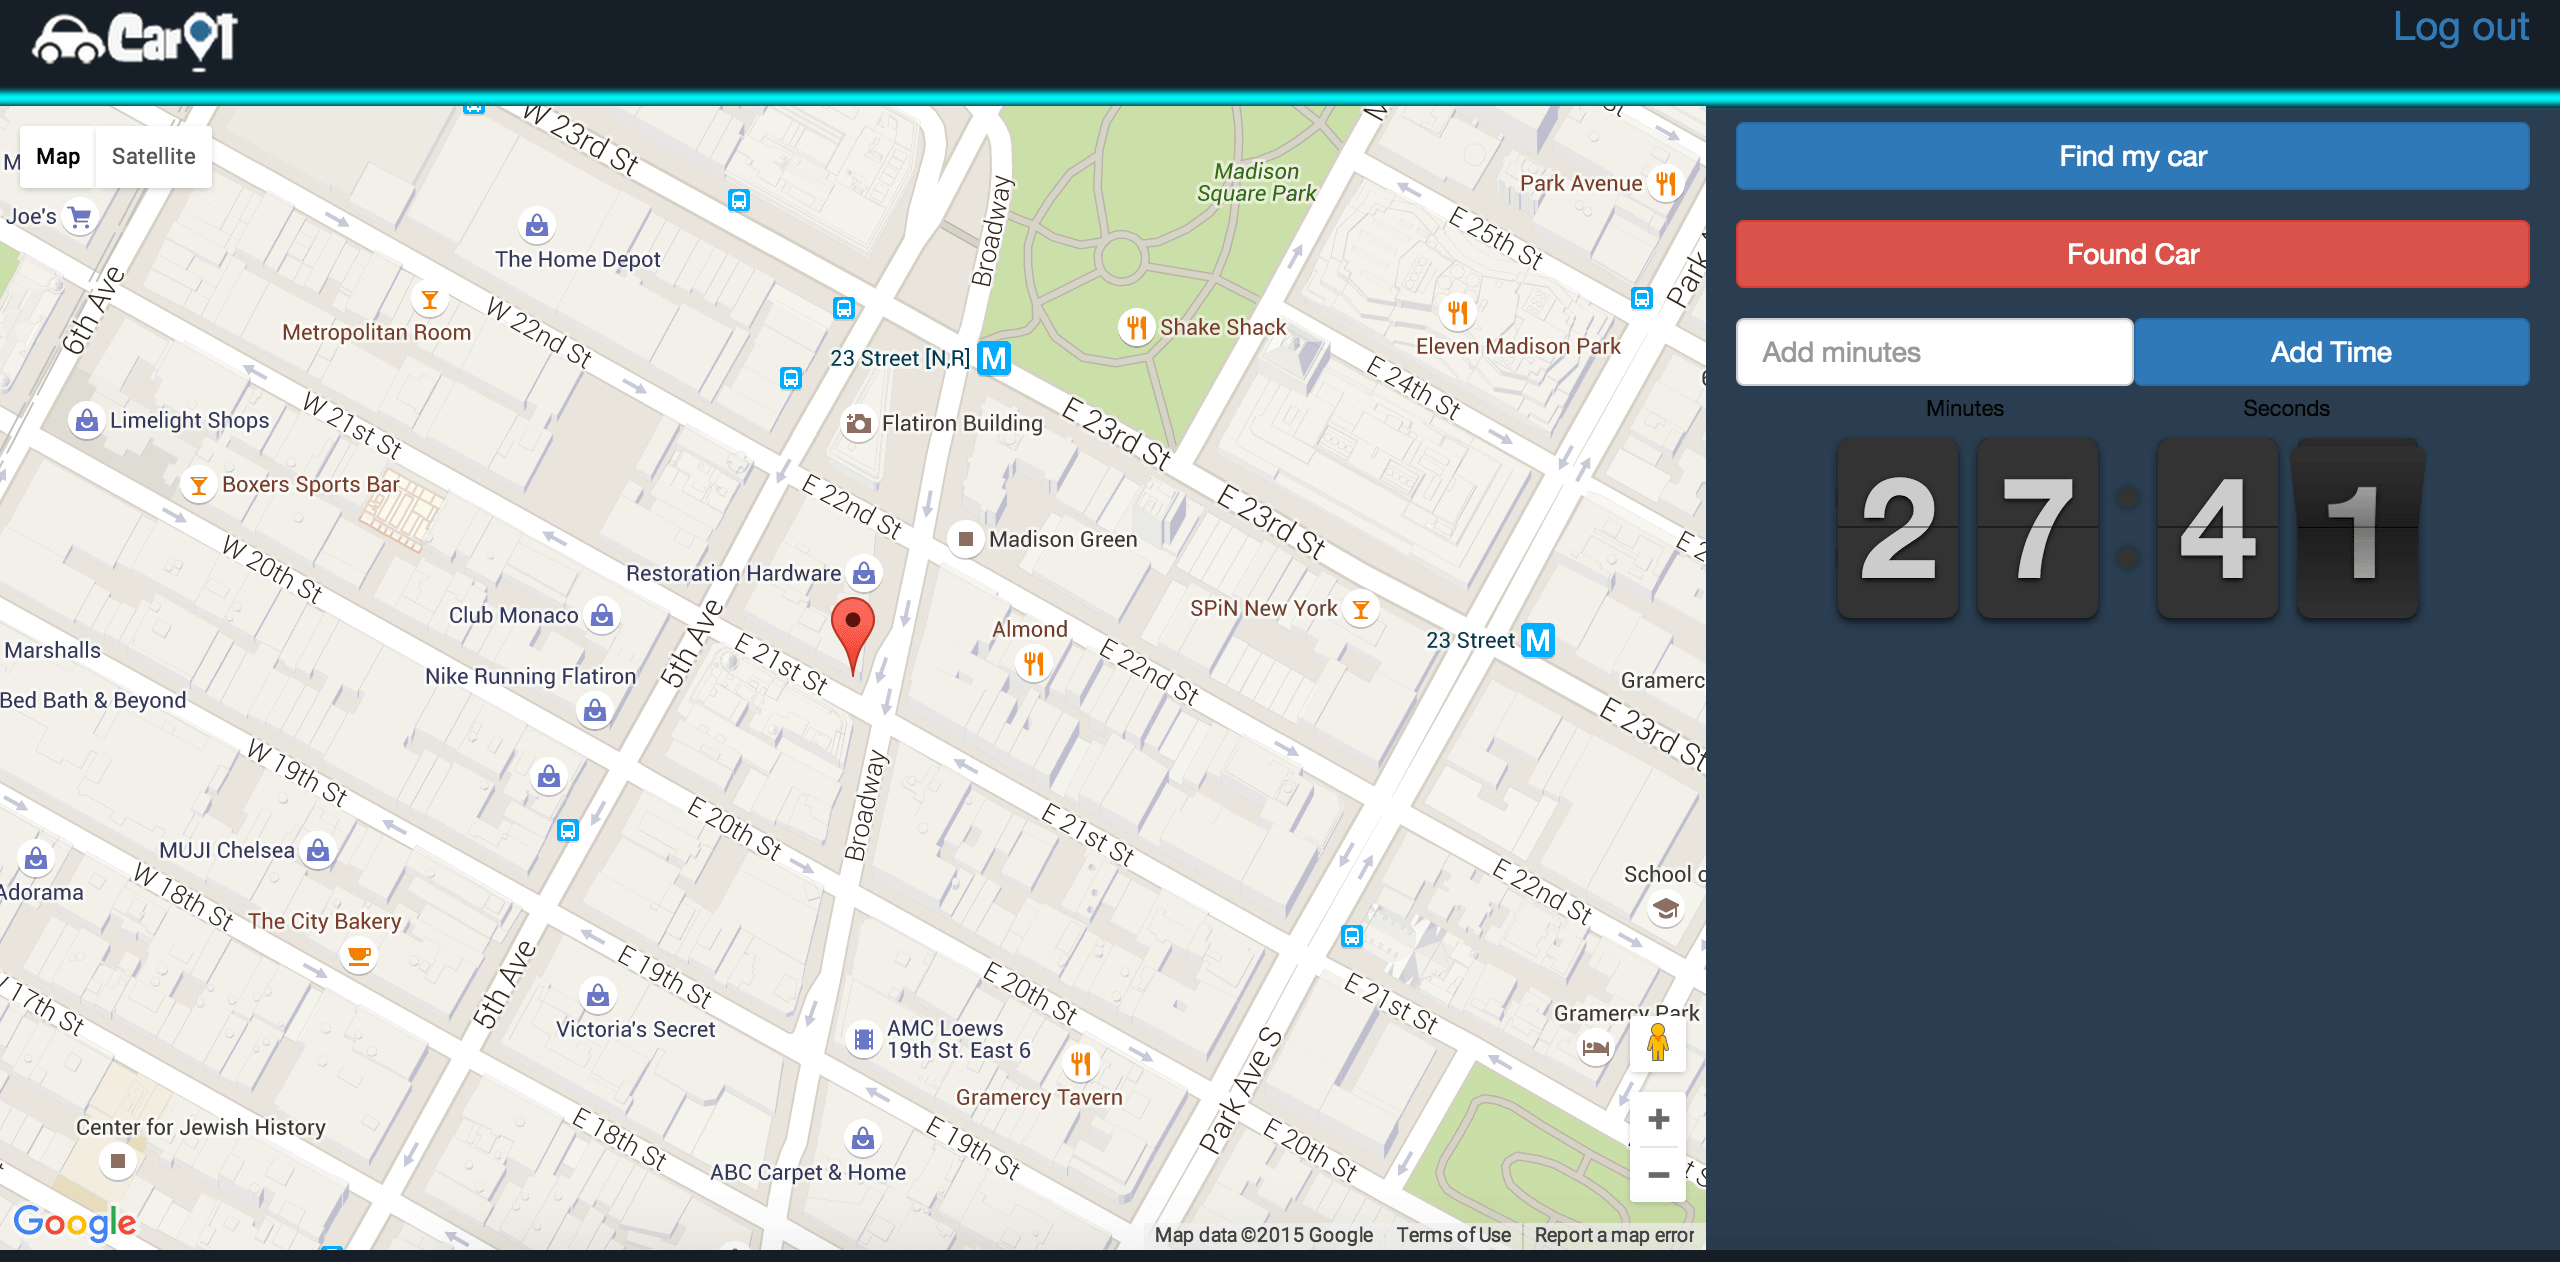 Car T
Log out
Map
Satellite
Find my car
Found Car
Add minutes
Add Time
Minutes
Seconds
27:41
W 23rd St
Broadway
Madison
Square Park
Park Avenue
E 25th St
Joe's
The Home Depot
6th Ave
Metropolitan Room
W 22nd St
Shake Shack
Eleven Madison Park
23 Street [N,R]
M
E 24th St
Limelight Shops
W 21st St
Flatiron Building
E 23rd St
Boxers Sports Bar
E 22nd St
E 23rd St
Madison Green
W 20th St
Restoration Hardware
Club Monaco
5th Ave
SPiN New York
Almond
23 Street
M
Marshalls
E 21st St
E 22nd St
Nike Running Flatiron
Bed Bath & Beyond
E 23rd St
W 19th St
E 20th St
Broadway
E 21st St
MUJI Chelsea
Adorama
W 18th St
E 22nd St
The City Bakery
5th Ave
E 19th St
E 20th St
E 21st St
Gramercy Park
W 17th St
Victoria's Secret
AMC Loews
19th St. East 6
Park Ave S
Gramercy Tavern
Center for Jewish History
E 18th St
E 19th St
E 20th St
ABC Carpet & Home
Google
Map data ©2015 Google
Terms of Use
Report a map error